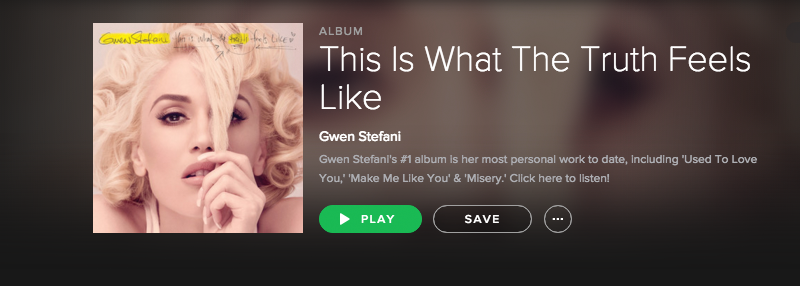 Gwen Stefani this is what the truth feels like
ALBUM
This Is What The Truth Feels
Like
Gwen Stefani
Gwen Stefani's #1 album is her most personal work to date, including 'Used To Love
You,' 'Make Me Like You' & 'Misery.' Click here to listen!
PLAY
SAVE